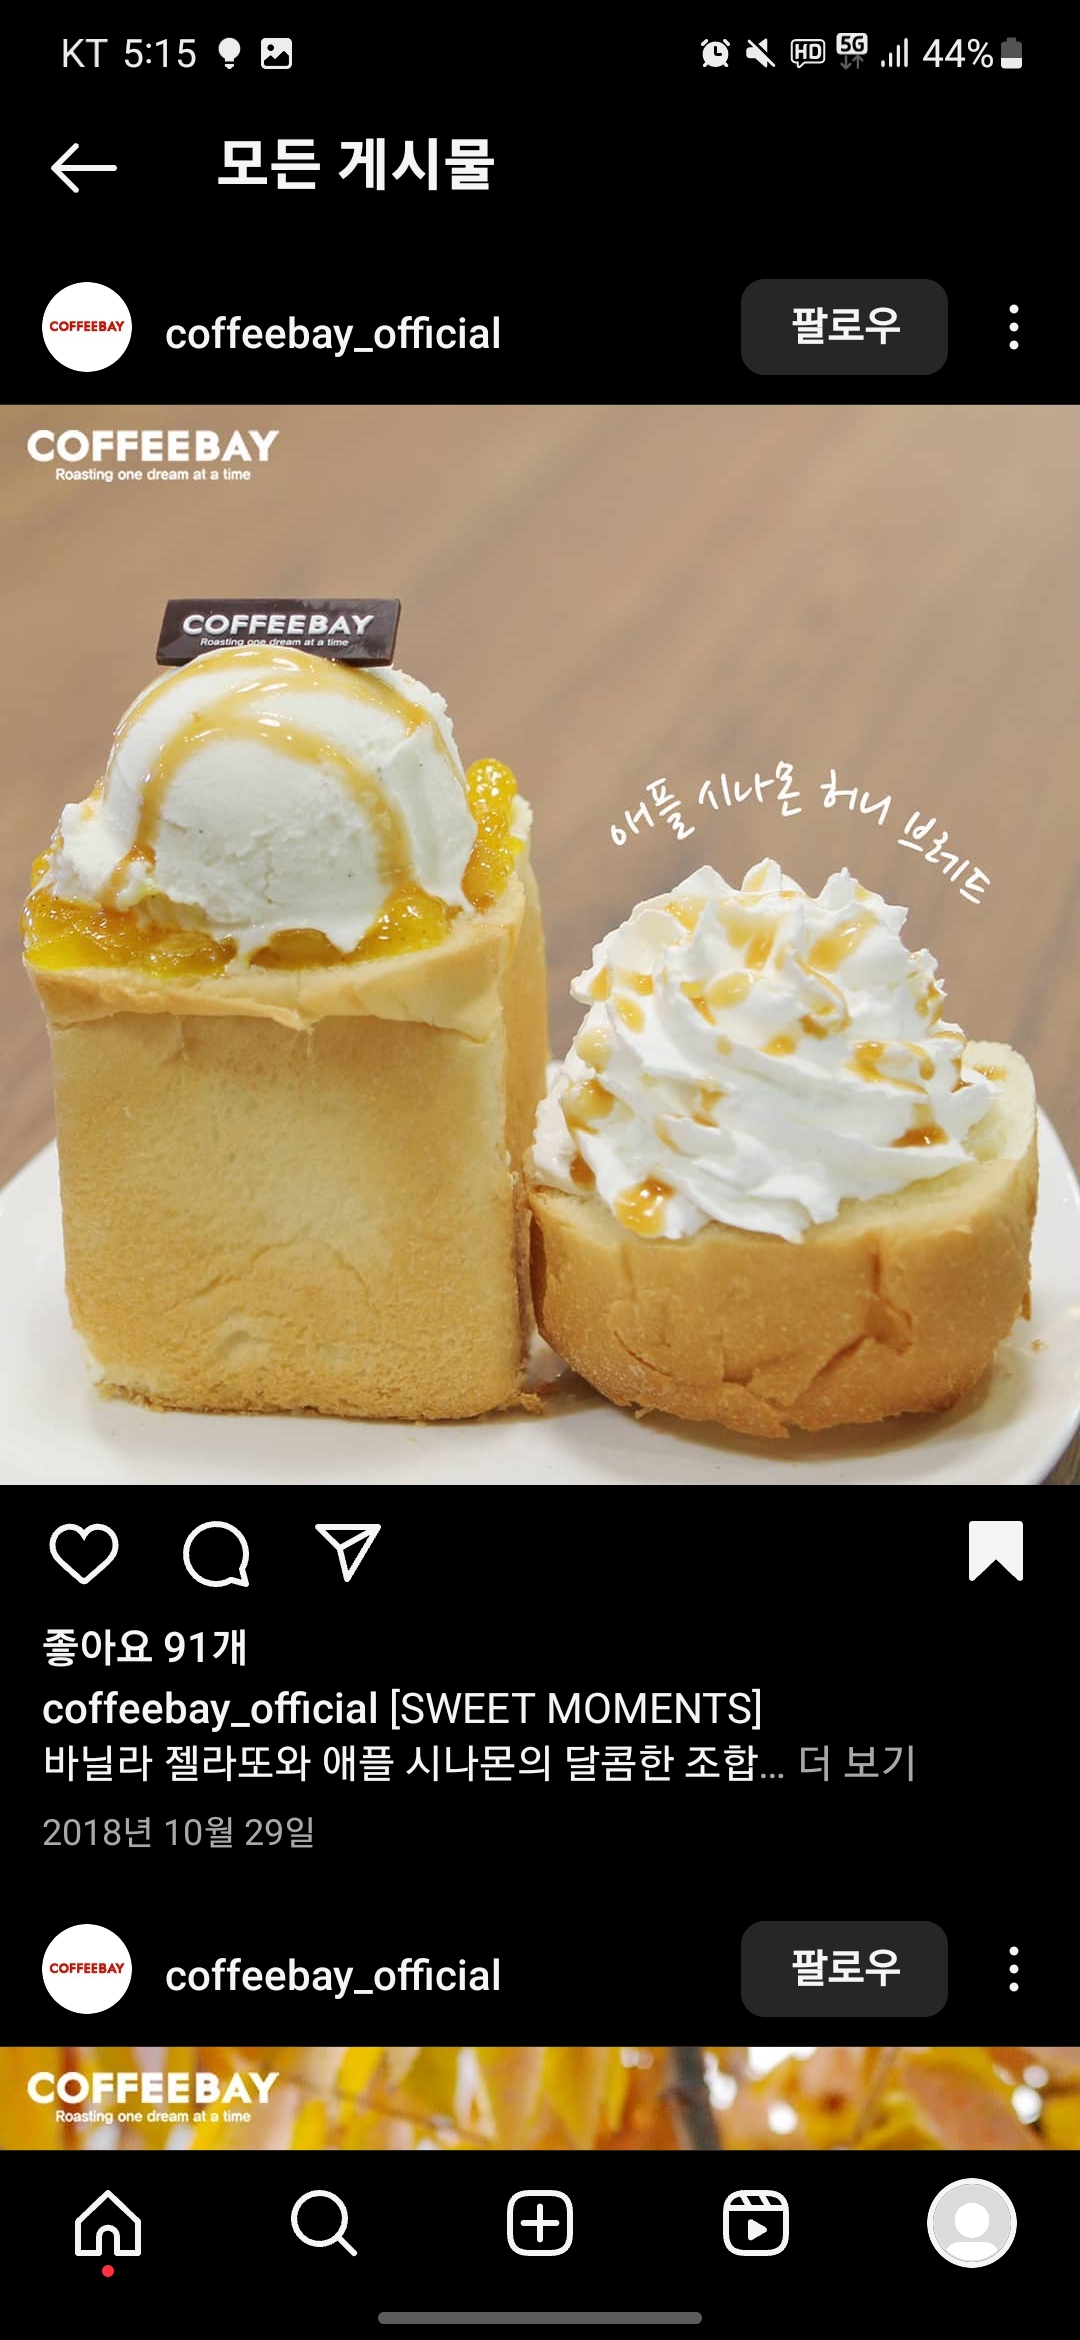 KT 5:15
HD 5G 44%
모든 게시물
COFFEEBAY
coffeebay_official
팔로우
COFFEEBAY
Roasting one dream at a time
COFFEEBAY
Roasting one dream at a time
애플 시나몬 허니 브레드
좋아요 91개
coffeebay_official [SWEET MOMENTS]
바닐라 젤라또와 애플 시나몬의 달콤한 조합... 더 보기
2018년 10월 29일
COFFEEBAY
coffeebay_official
팔로우
COFFEEBAY
Roasting one dream at a time